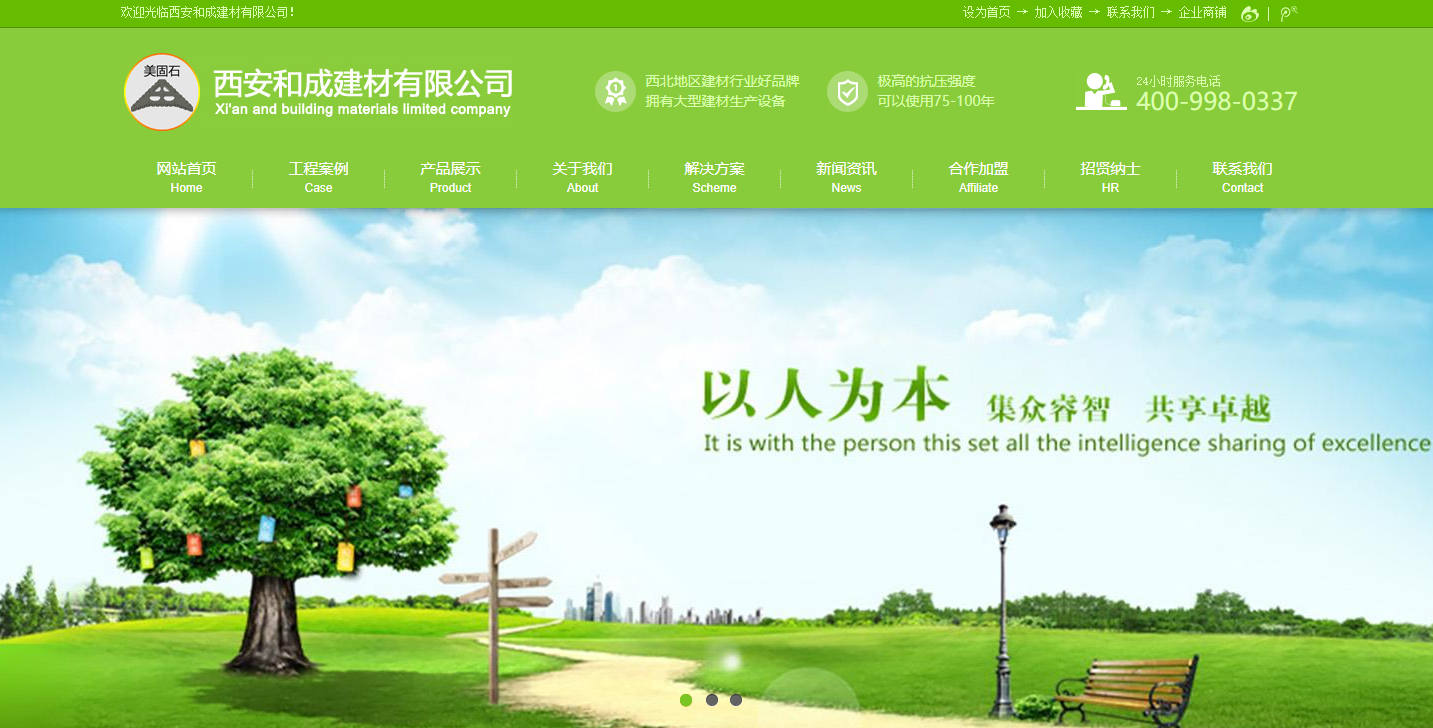 欢迎光临西安和成建材有限公司！
设为首页 → 加入收藏 → 联系我们 → 企业商铺
美固石
西安和成建材有限公司
Xi'an and building materials limited company
西北地区建材行业好品牌
拥有大型建材生产设备
极高的抗压强度
可以使用75-100年
24小时服务电话
400-998-0337
网站首页 工程案例 产品展示 关于我们 解决方案 新闻资讯 合作加盟 招贤纳士 联系我们
Home Case Product About Scheme News Affiliate HR Contact
以人为本 集众睿智 共享卓越
It is with the person this set all the intelligence sharing of excellence